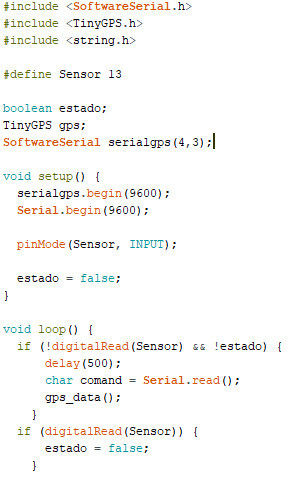 #include <SoftwareSerial.h>
#include <TinyGPS.h>
#include <string.h>

#define Sensor 13

boolean estado;
TinyGPS gps;
SoftwareSerial serialgps(4,3);

void setup() {
  serialgps.begin(9600);
  Serial.begin(9600);

  pinMode(Sensor, INPUT);

  estado = false;
}

void loop() {
  if (!digitalRead(Sensor) && !estado) {
      delay(500);
      char comand = Serial.read();
      gps_data();
    }
  if (digitalRead(Sensor)) {
      estado = false;
    }